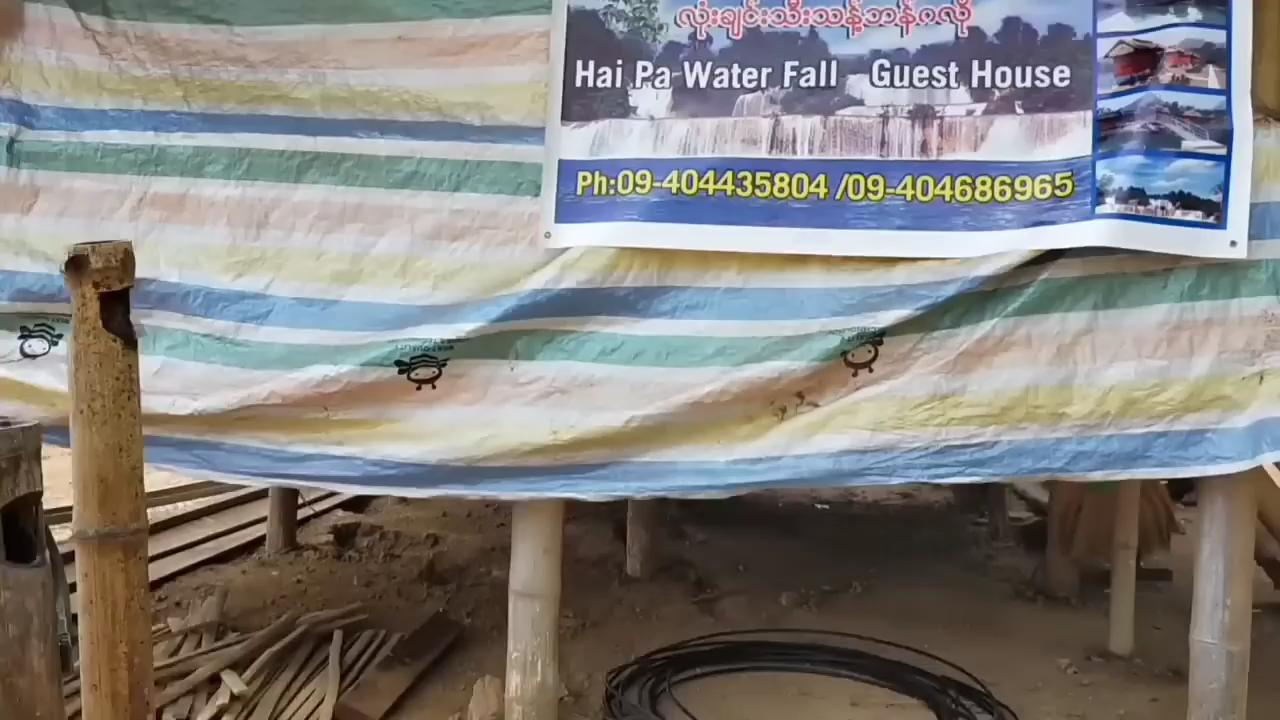 လုံးချင်းသီးသန့်ဘန်ဂလို
Hai Pa Water Fall Guest House
Ph:09-404435804 /09-404686965